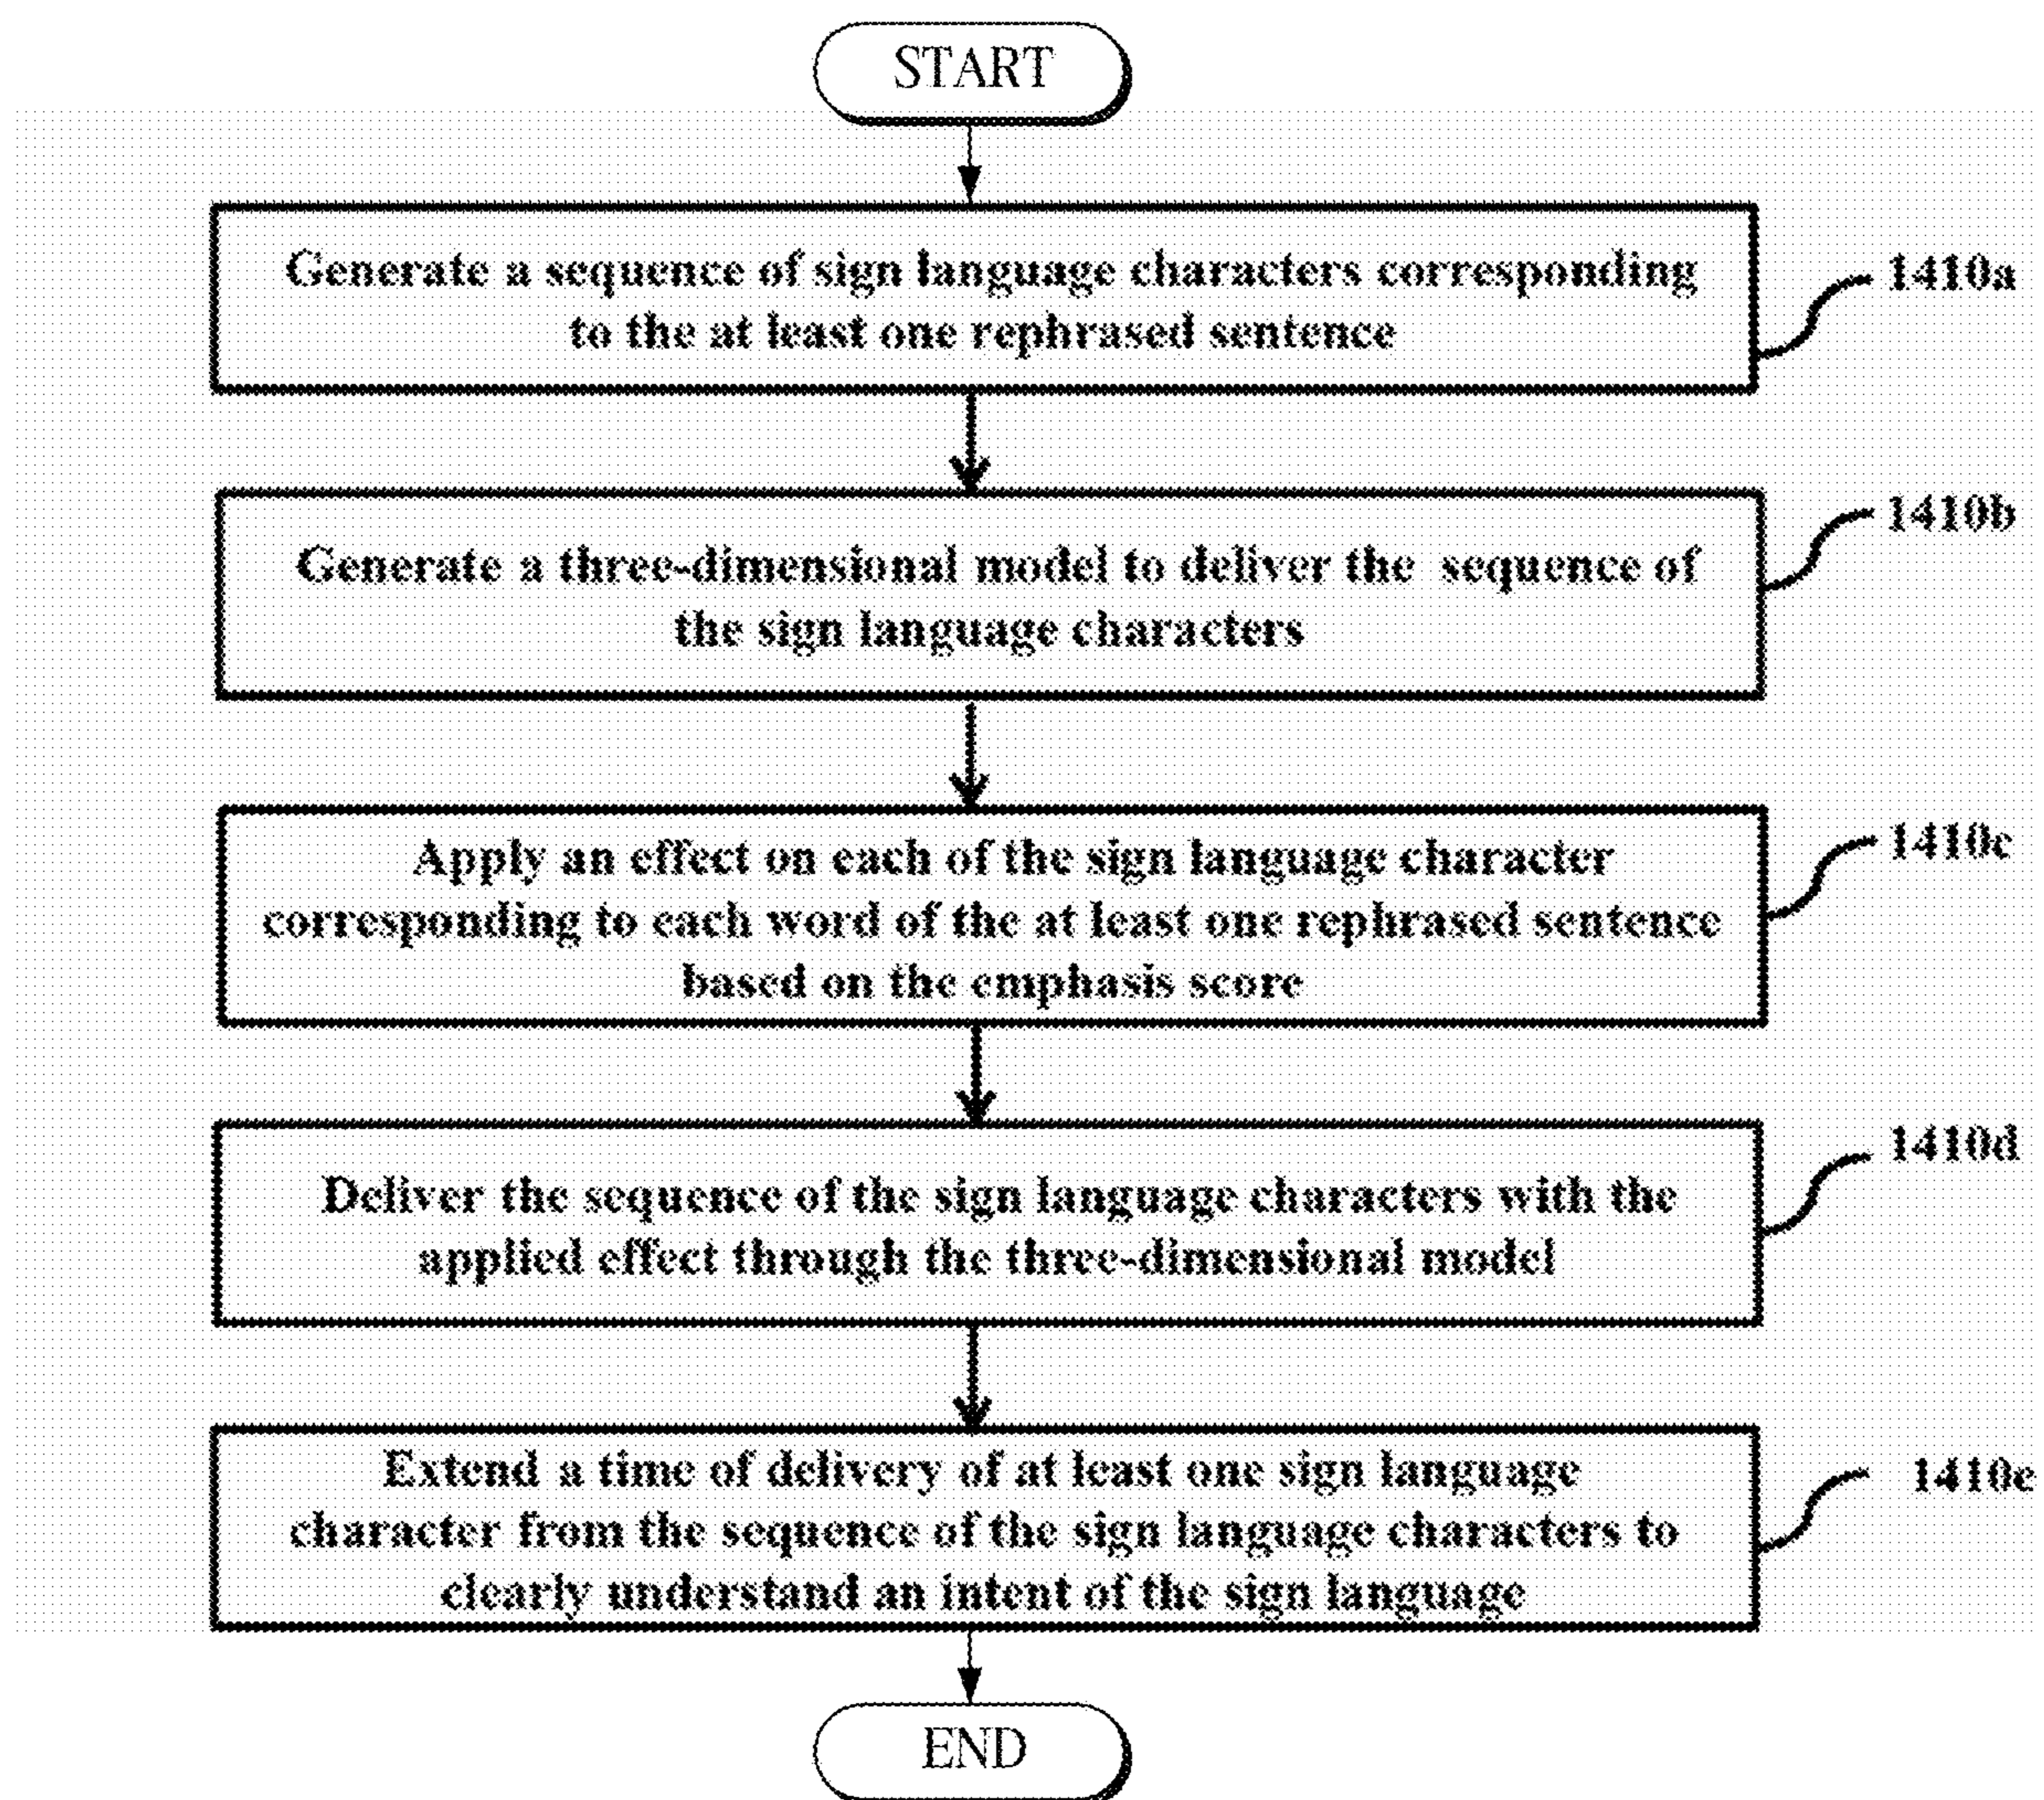 START
Generate a sequence of sign language characters corresponding
to the at least one rephrased sentence
1410a
Generate a three-dimensional model to deliver the sequence of
the sign language characters
1410b
Apply an effect on each of the sign language character
corresponding to each word of the at least one rephrased sentence
based on the emphasis score
1410c
Deliver the sequence of the sign language characters with the
applied effect through the three-dimensional model
1410d
Extend a time of delivery of at least one sign language
character from the sequence of the sign language characters to
clearly understand an intent of the sign language
1410e
END